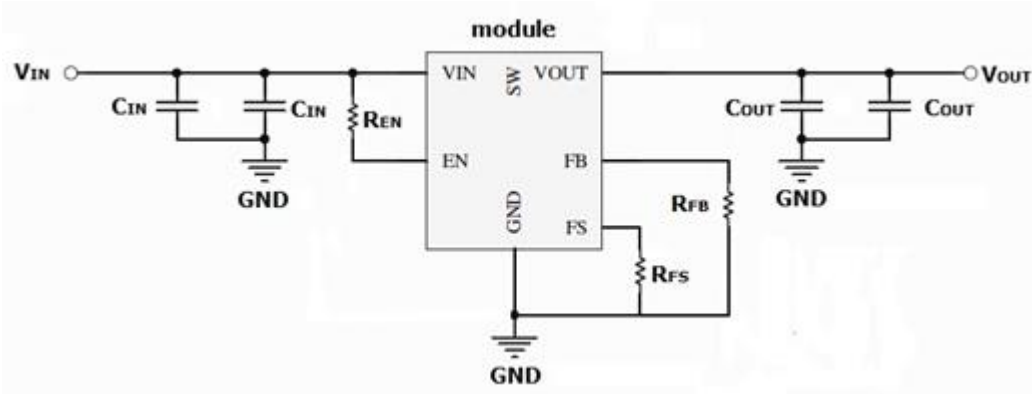 module
VIN
VIN
SW
VOUT
VOUT
CIN
CIN
REN
COUT
COUT
EN
FB
GND
RFB
GND
GND
FS
RFS
GND